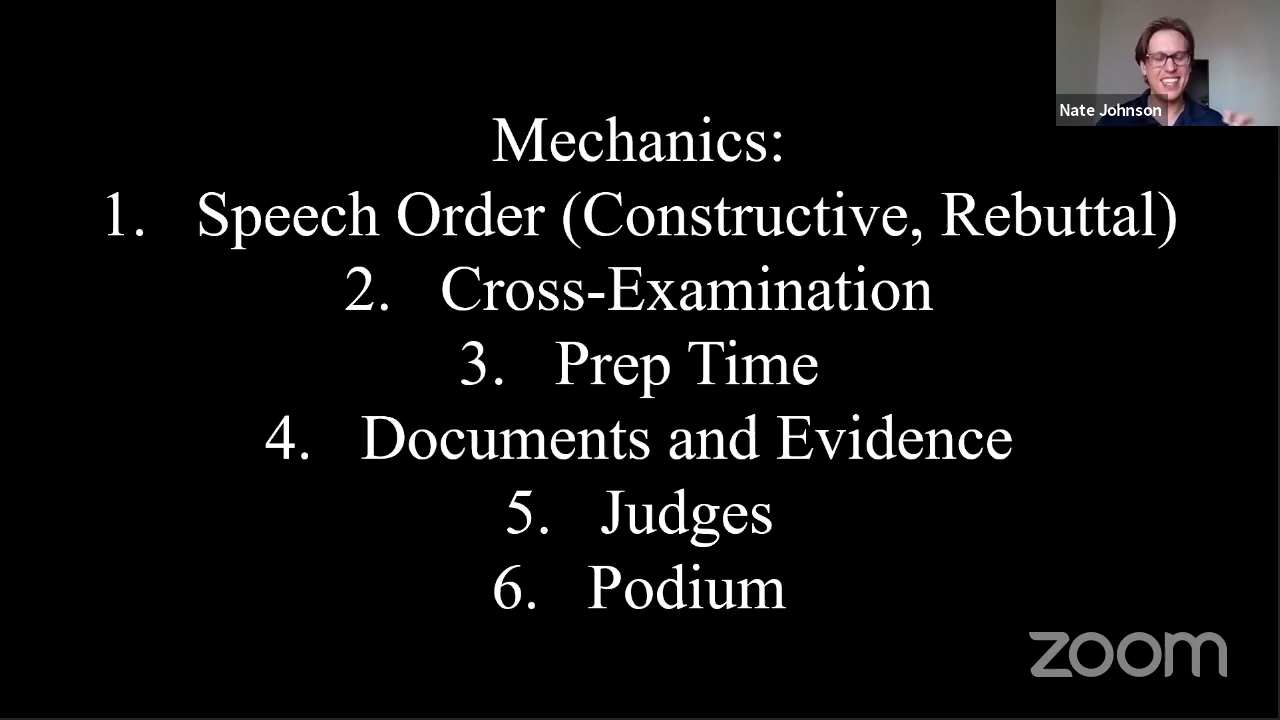 Nate Johnson
Mechanics:
1. Speech Order (Constructive, Rebuttal)
2. Cross-Examination
3. Prep Time
4. Documents and Evidence
5. Judges
6. Podium
zoom